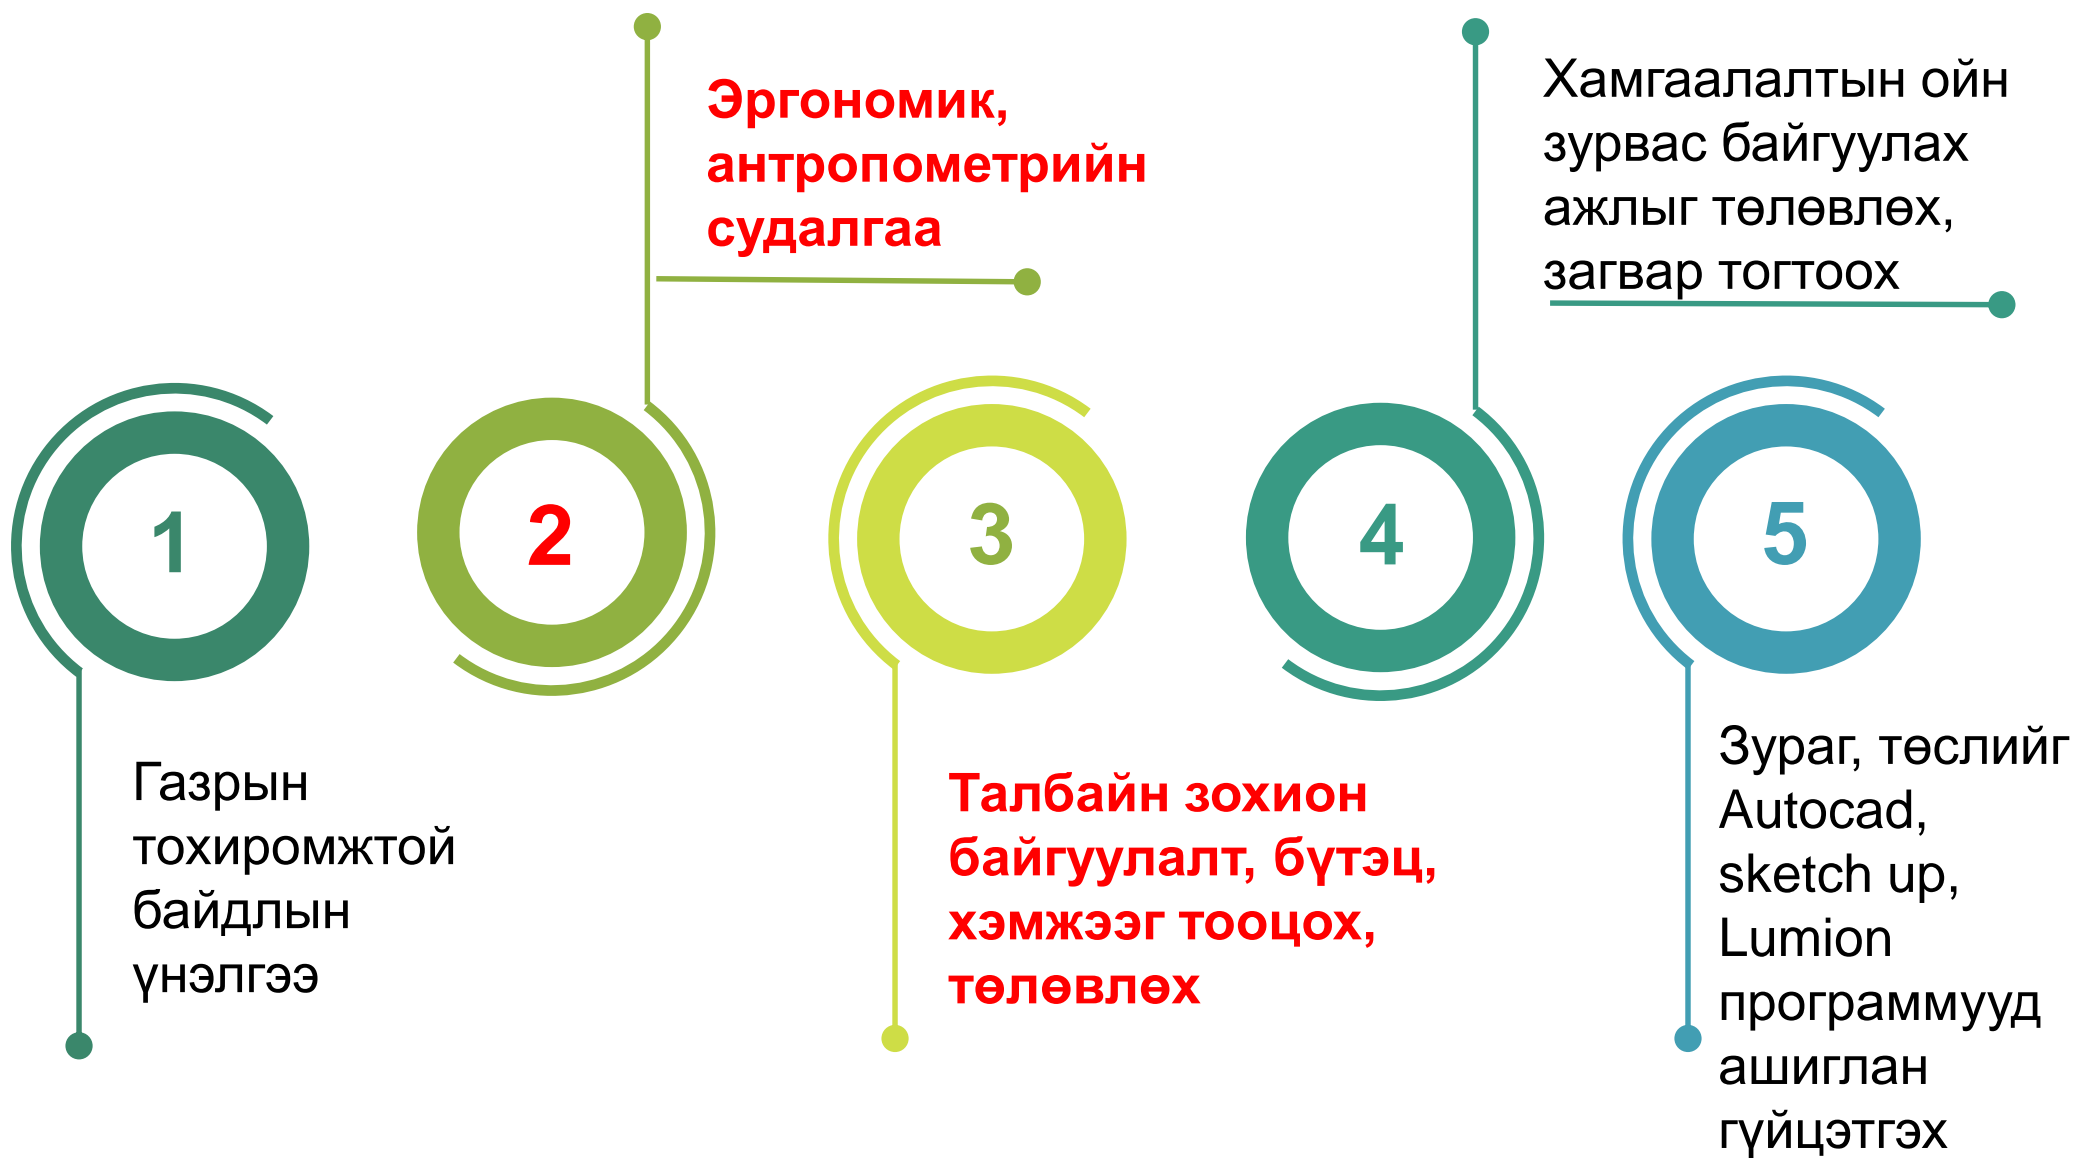 1
Газрын
тохиромжтой
байдлын
үнэлгээ
2
Эргономик,
антропометрийн
судалгаа
3
Талбайн зохион
байгуулалт, бүтэц,
хэмжээг тооцох,
төлөвлөх
4
Хамгаалалтын ойн
зурвас байгуулах
ажлыг төлөвлөх,
загвар тогтоох
5
Зураг, төслийг
Autocad,
sketch up,
Lumion
программууд
ашиглан
гүйцэтгэх